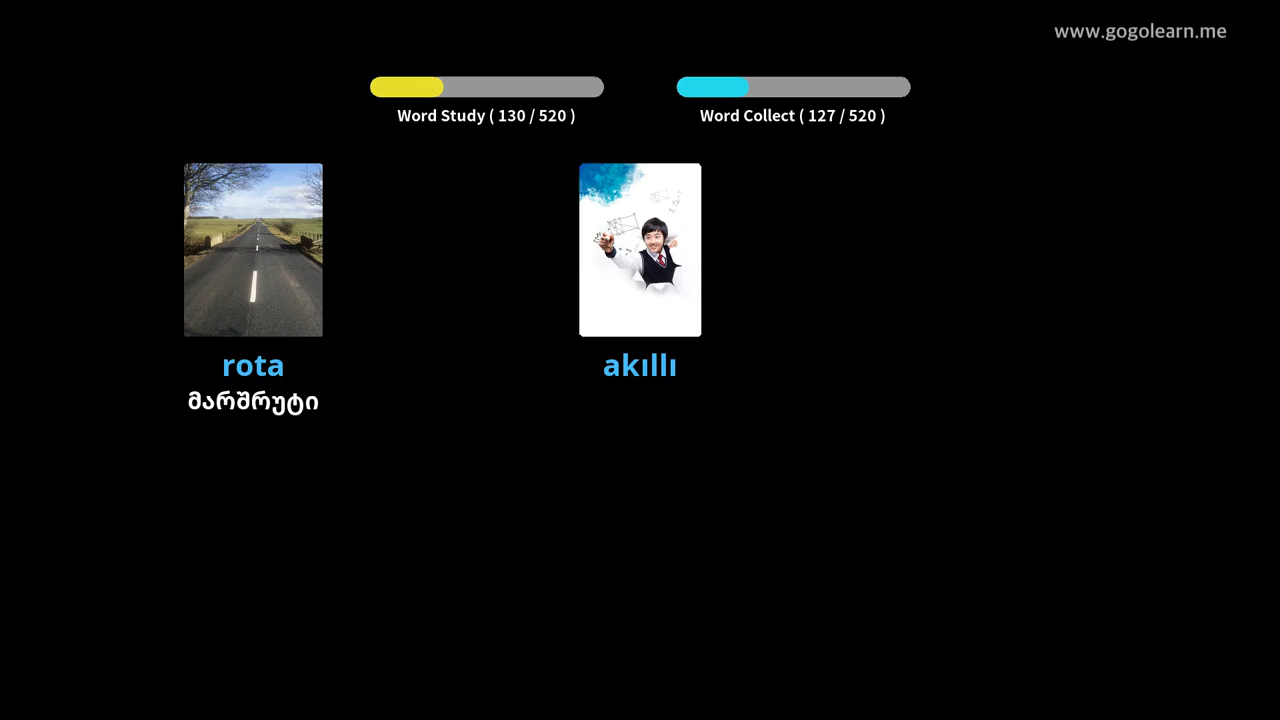 www.gogolearn.me
Word Study ( 130 / 520 )
Word Collect ( 127 / 520 )
rota
akıllı
მარშრუტი